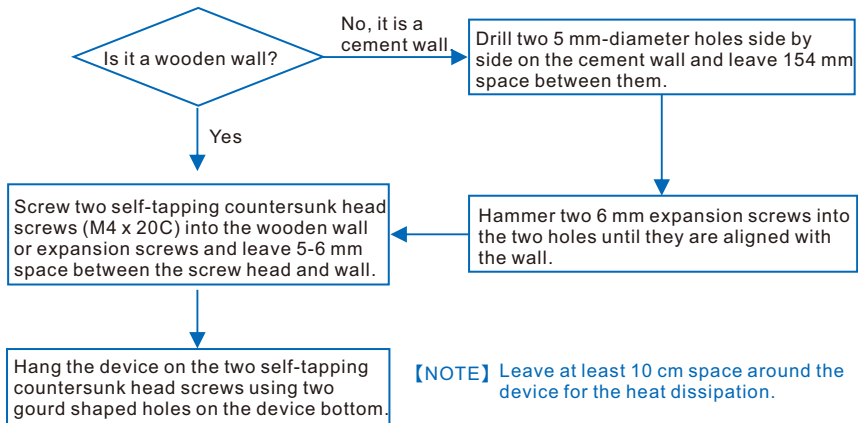 Is it a wooden wall?
No, it is a
cement wall.
Drill two 5 mm-diameter holes side by
side on the cement wall and leave 154 mm
space between them.
Yes
Screw two self-tapping countersunk head
screws (M4 x 20C) into the wooden wall
or expansion screws and leave 5-6 mm
space between the screw head and wall.
Hammer two 6 mm expansion screws into
the two holes until they are aligned with
the wall.
Hang the device on the two self-tapping
countersunk head screws using two
gourd shaped holes on the device bottom.
【NOTE】Leave at least 10 cm space around the
device for the heat dissipation.